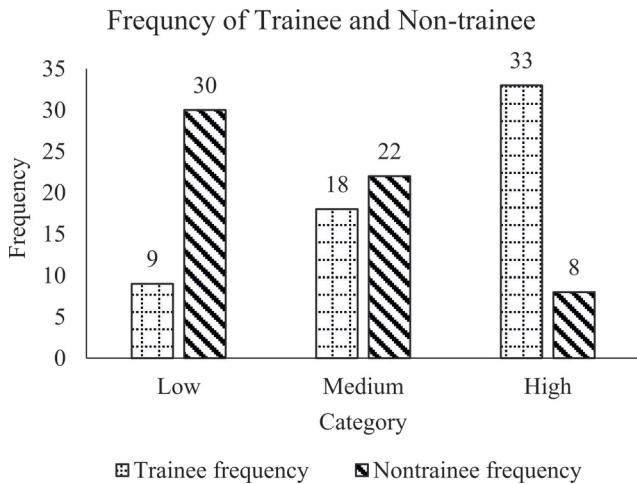 Frequncy of Trainee and Non-trainee
35
30
25
20
15
10
5
0
Frequency
9
30
18
22
33
8
Low Medium High
Category
Trainee frequency Nontrainee frequency